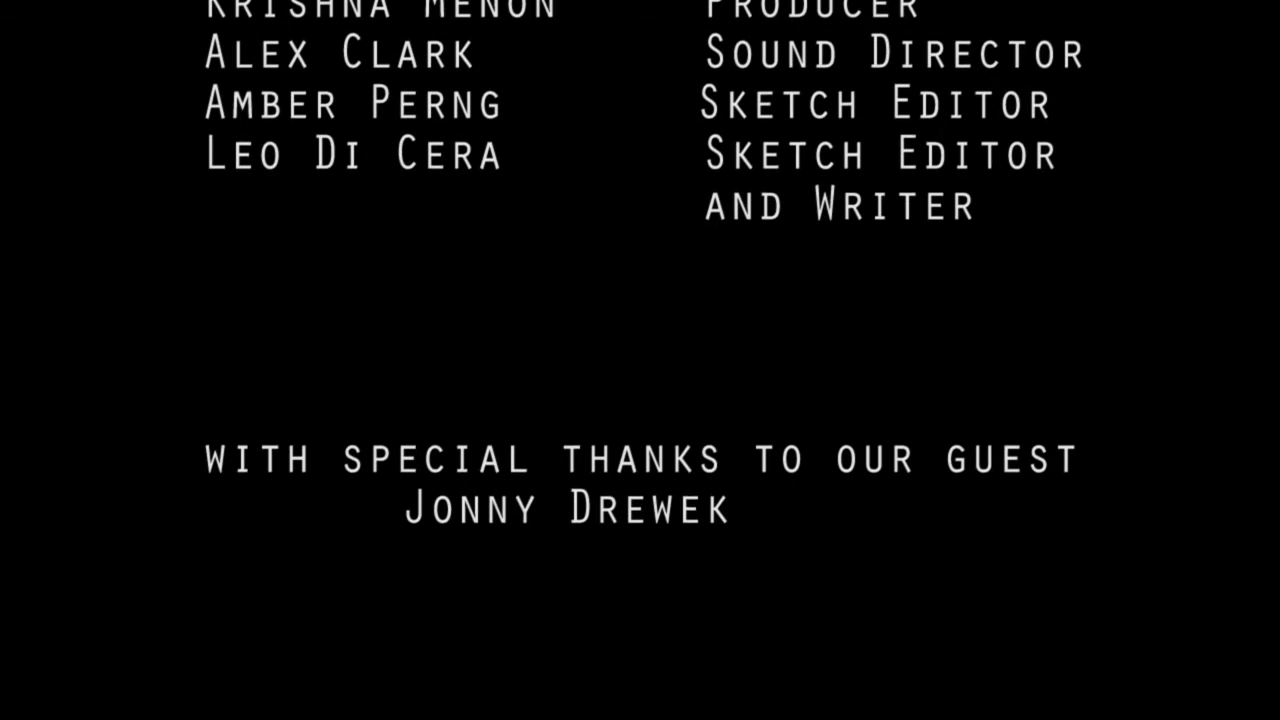 KRISHNA MENON PRODUCER
ALEX CLARK SOUND DIRECTOR
AMBER PERNG SKETCH EDITOR
LEO DI CERA SKETCH EDITOR
AND WRITER
WITH SPECIAL THANKS TO OUR GUEST
JONNY DREWEK